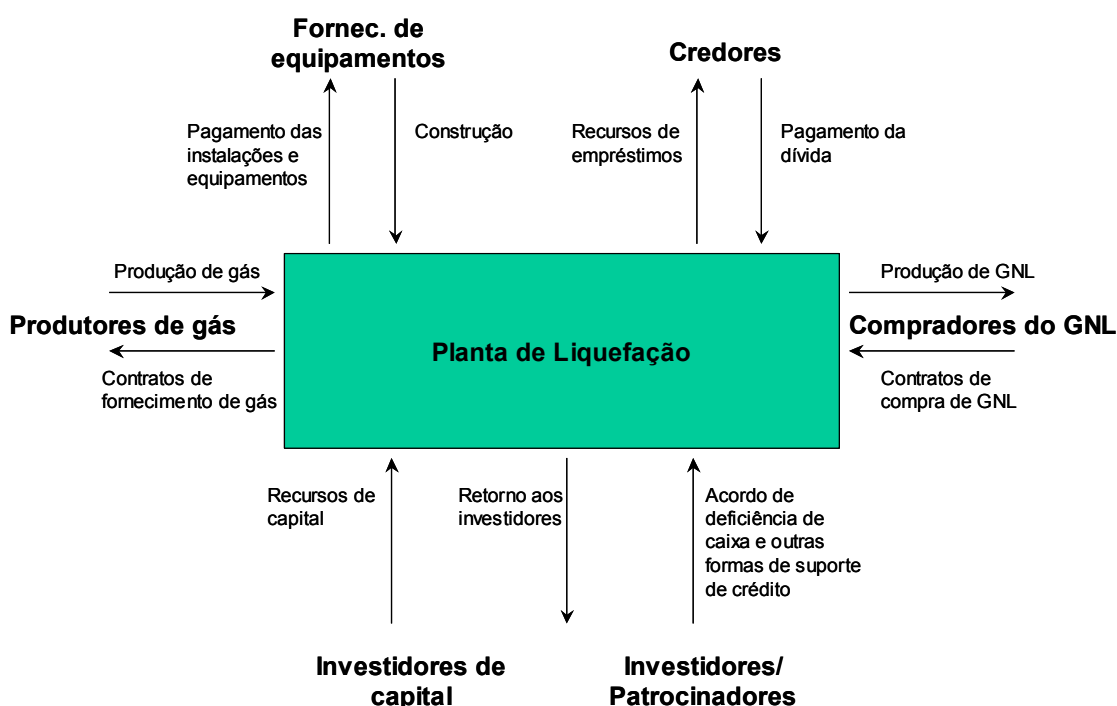 Fornec. de
equipamentos
Credores
Pagamento das
instalações e
equipamentos
Construção
Recursos de
empréstimos
Pagamento da
dívida
Produção de gás
Produção de GNL
Produtores de gás
Compradores do GNL
Planta de Liquefação
Contratos de
fornecimento de gás
Contratos de
compra de GNL
Recursos de
capital
Retorno aos
investidores
Acordo de
deficiência de
caixa e outras
formas de suporte
de crédito
Investidores de
capital
Investidores/
Patrocinadores